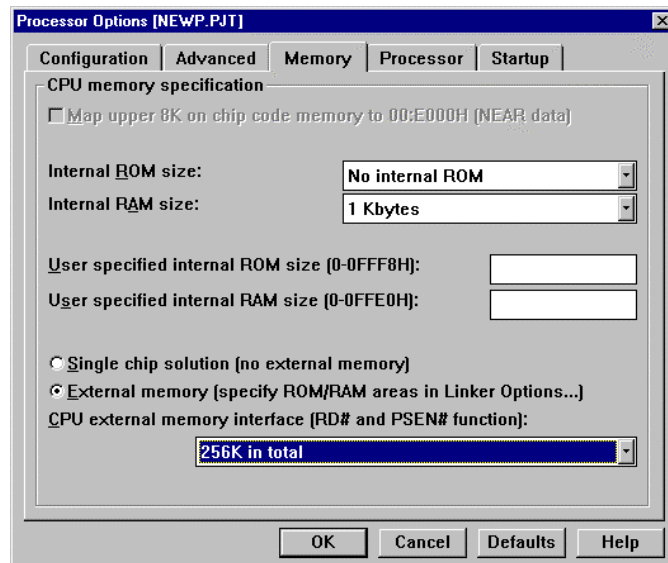 Processor Options [NEWP.PJT]
Configuration Advanced Memory Processor Startup
CPU memory specification
Map upper 8K on chip code memory to 00:E000H (NEAR data)
Internal ROM size: No internal ROM
Internal RAM size: 1 Kbytes
User specified internal ROM size (0-0FFF8H):
User specified internal RAM size (0-0FFE0H):
Single chip solution (no external memory)
External memory (specify ROM/RAM areas in Linker Options...)
CPU external memory interface (RD# and PSEN# function):
256K in total
OK Cancel Defaults Help